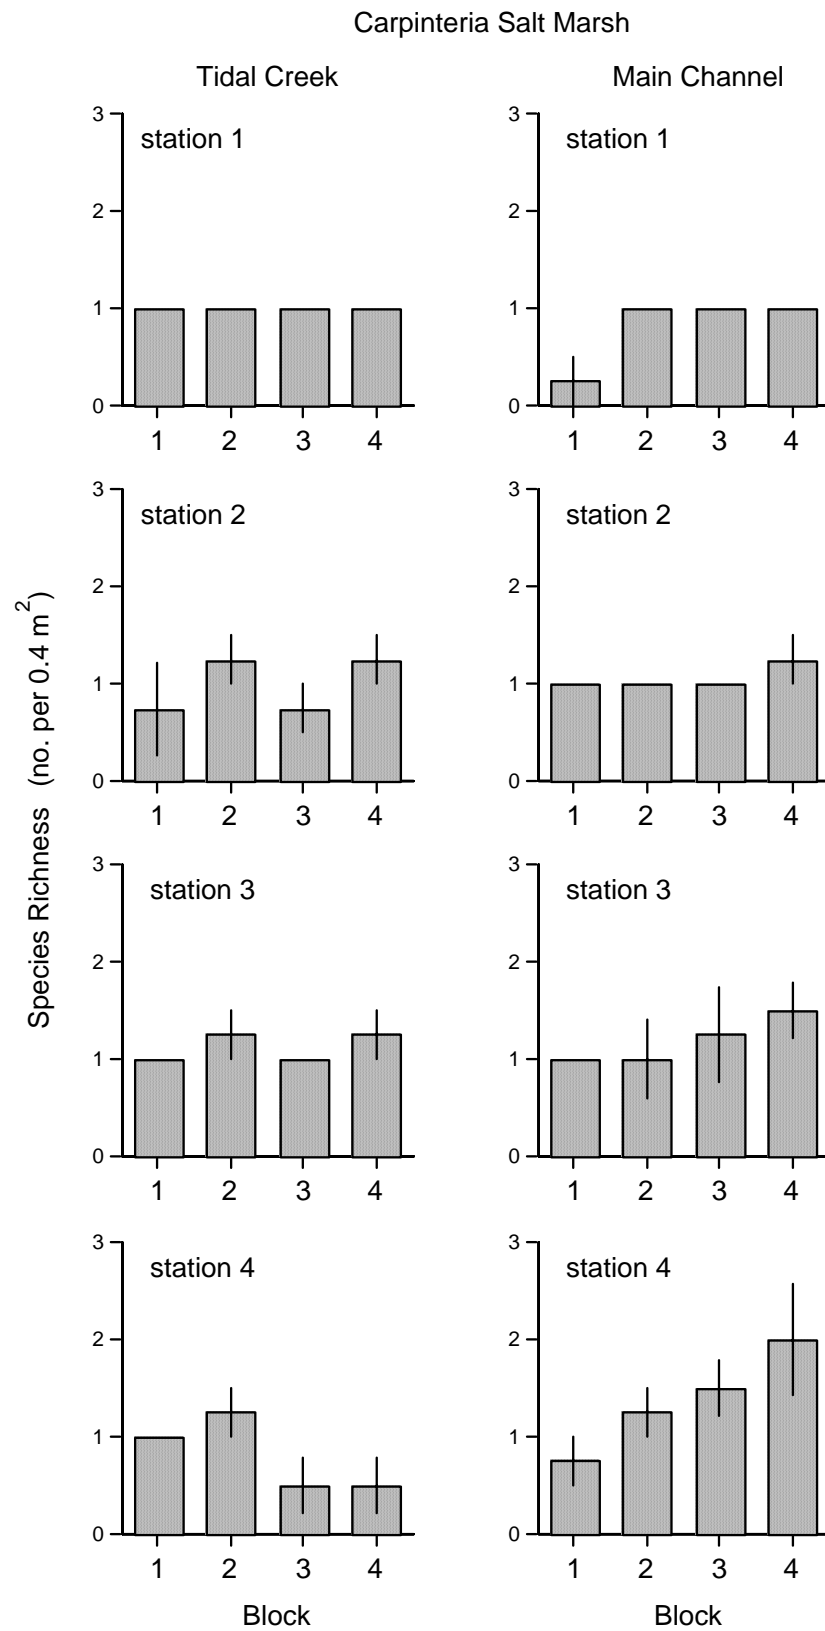 Carpinteria Salt Marsh
Tidal Creek
Main Channel
Species Richness (no. per 0.4 m²)
station 1
3
2
1
0
1 2 3 4
station 1
3
2
1
0
1 2 3 4
station 2
3
2
1
0
1 2 3 4
station 2
3
2
1
0
1 2 3 4
station 3
3
2
1
0
1 2 3 4
station 3
3
2
1
0
1 2 3 4
station 4
3
2
1
0
1 2 3 4
Block
station 4
3
2
1
0
1 2 3 4
Block